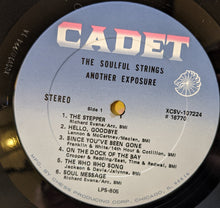 CADET
THE SOULFUL STRINGS
ANOTHER EXPOSURE
STEREO
Side 1
XCSV-137224
# 16770
1. THE STEPPER
Richard Evans/Arc, BMI
2. HELLO, GOODBYE
Lennon & McCartney/Maclen, BMI
3. SINCE YOU'VE BEEN GONE
Franklin & White/14th Hour & Cotillion, BMI
4. ON THE DOCK OF THE BAY
Cropper & Redding/East, Time & Redwal, BMI
5. THE WHO WHO SONG
Jackson & Davis/Jalynne, BMI
6. SOUL MESSAGE
Richard Evans/Arc, BMI
LPS-805